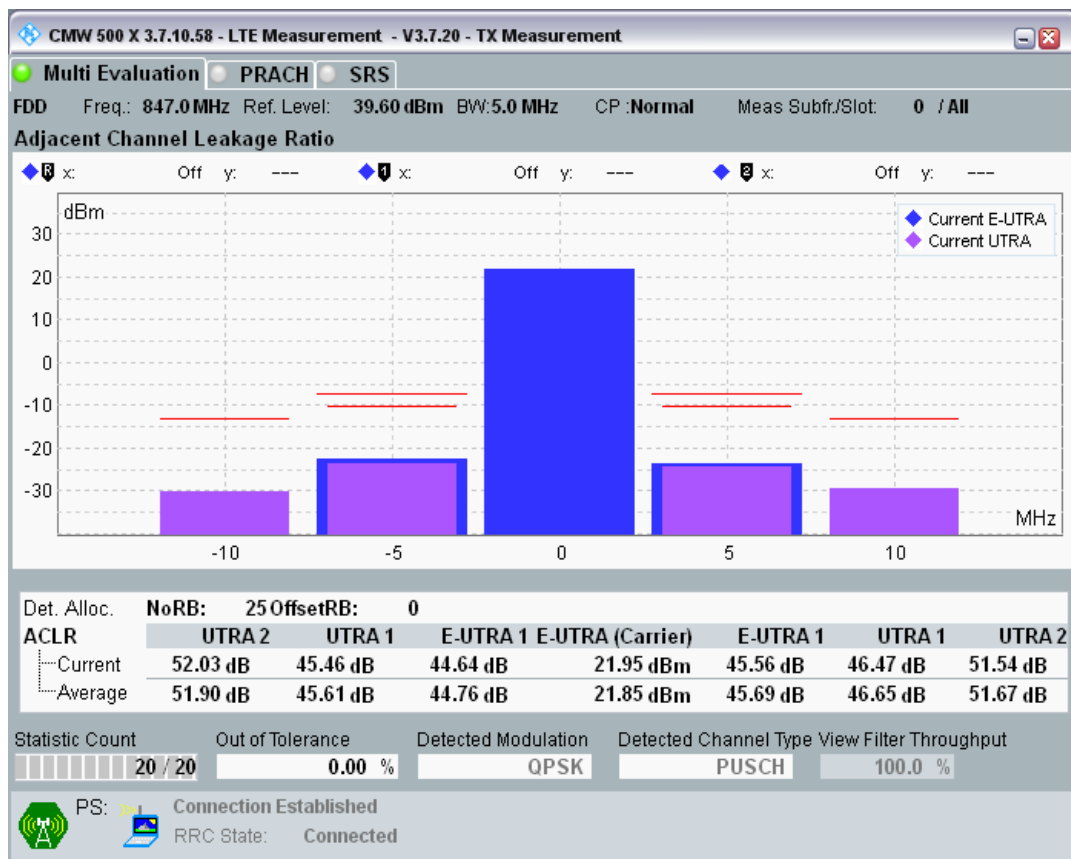 CMW 500 X 3.7.10.58 - LTE Measurement - V3.7.20 - TX Measurement
Multi Evaluation PRACH SRS
FDD Freq.: 847.0 MHz Ref. Level: 39.60 dBm BW:5.0 MHz CP :Normal Meas Subfr./Slot: 0 / All
Adjacent Channel Leakage Ratio
R x: Off y: --- 1 x: Off y: --- 2 x: Off y: ---
dBm
Current E-UTRA
Current UTRA
30
20
10
0
-10
-20
-30
MHz
-10 -5 0 5 10
Det. Alloc. NoRB: 25 OffsetRB: 0
ACLR UTRA 2 UTRA 1 E-UTRA 1 E-UTRA (Carrier) E-UTRA 1 UTRA 1 UTRA 2
Current 52.03 dB 45.46 dB 44.64 dB 21.95 dBm 45.56 dB 46.47 dB 51.54 dB
Average 51.90 dB 45.61 dB 44.76 dB 21.85 dBm 45.69 dB 46.65 dB 51.67 dB
Statistic Count Out of Tolerance Detected Modulation Detected Channel Type View Filter Throughput
20 / 20 0.00 % QPSK PUSCH 100.0 %
PS: Connection Established
RRC State: Connected